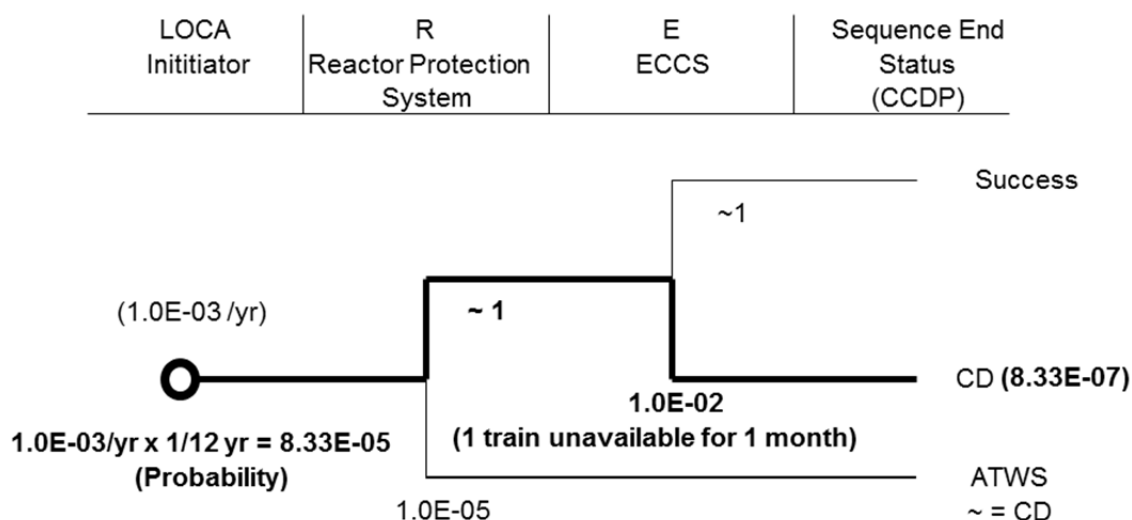 LOCA
Inititiator
R
Reactor Protection
System
E
ECCS
Sequence End
Status
(CCDP)
Success
~1
(1.0E-03 /yr)
~ 1
CD (8.33E-07)
1.0E-02
(1 train unavailable for 1 month)
1.0E-03/yr x 1/12 yr = 8.33E-05
(Probability)
ATWS
~ = CD
1.0E-05